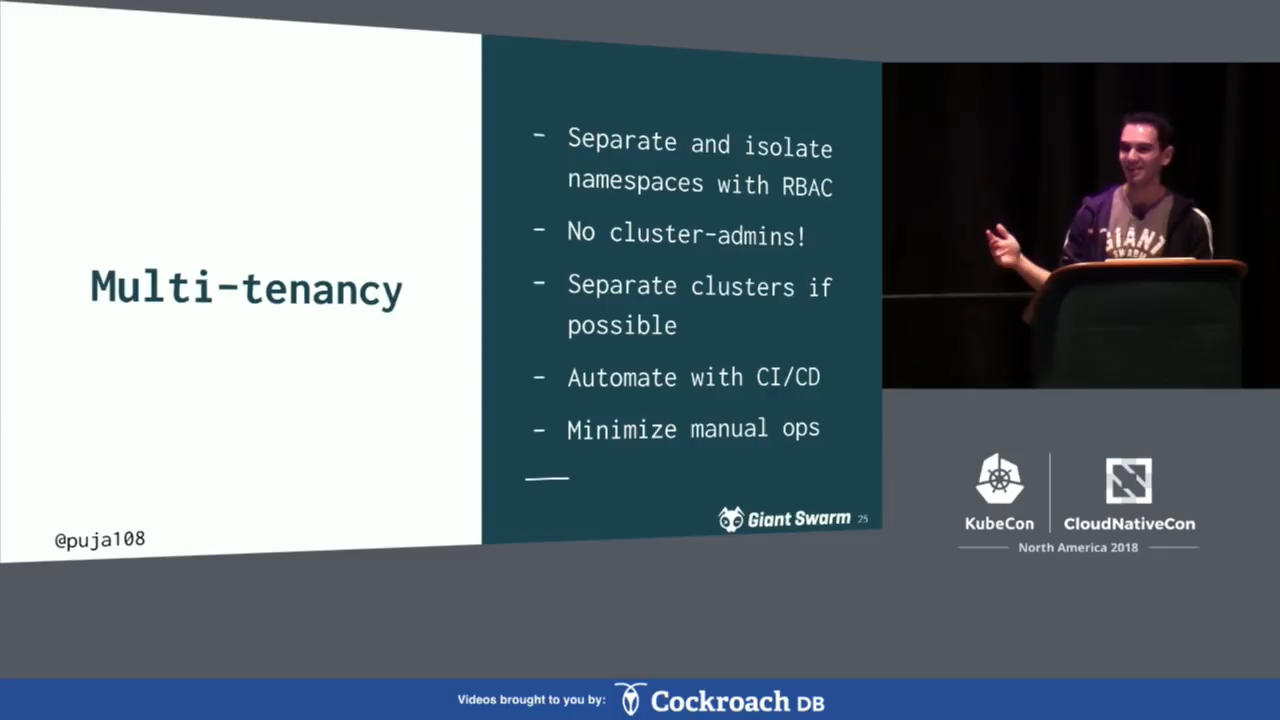 Multi-tenancy
@puja108
- Separate and isolate
namespaces with RBAC
- No cluster-admins!
- Separate clusters if
possible
- Automate with CI/CD
- Minimize manual ops
Giant Swarm 25
GIANT
SWARM
KubeCon
CloudNativeCon
North America 2018
Videos brought to you by: Cockroach DB